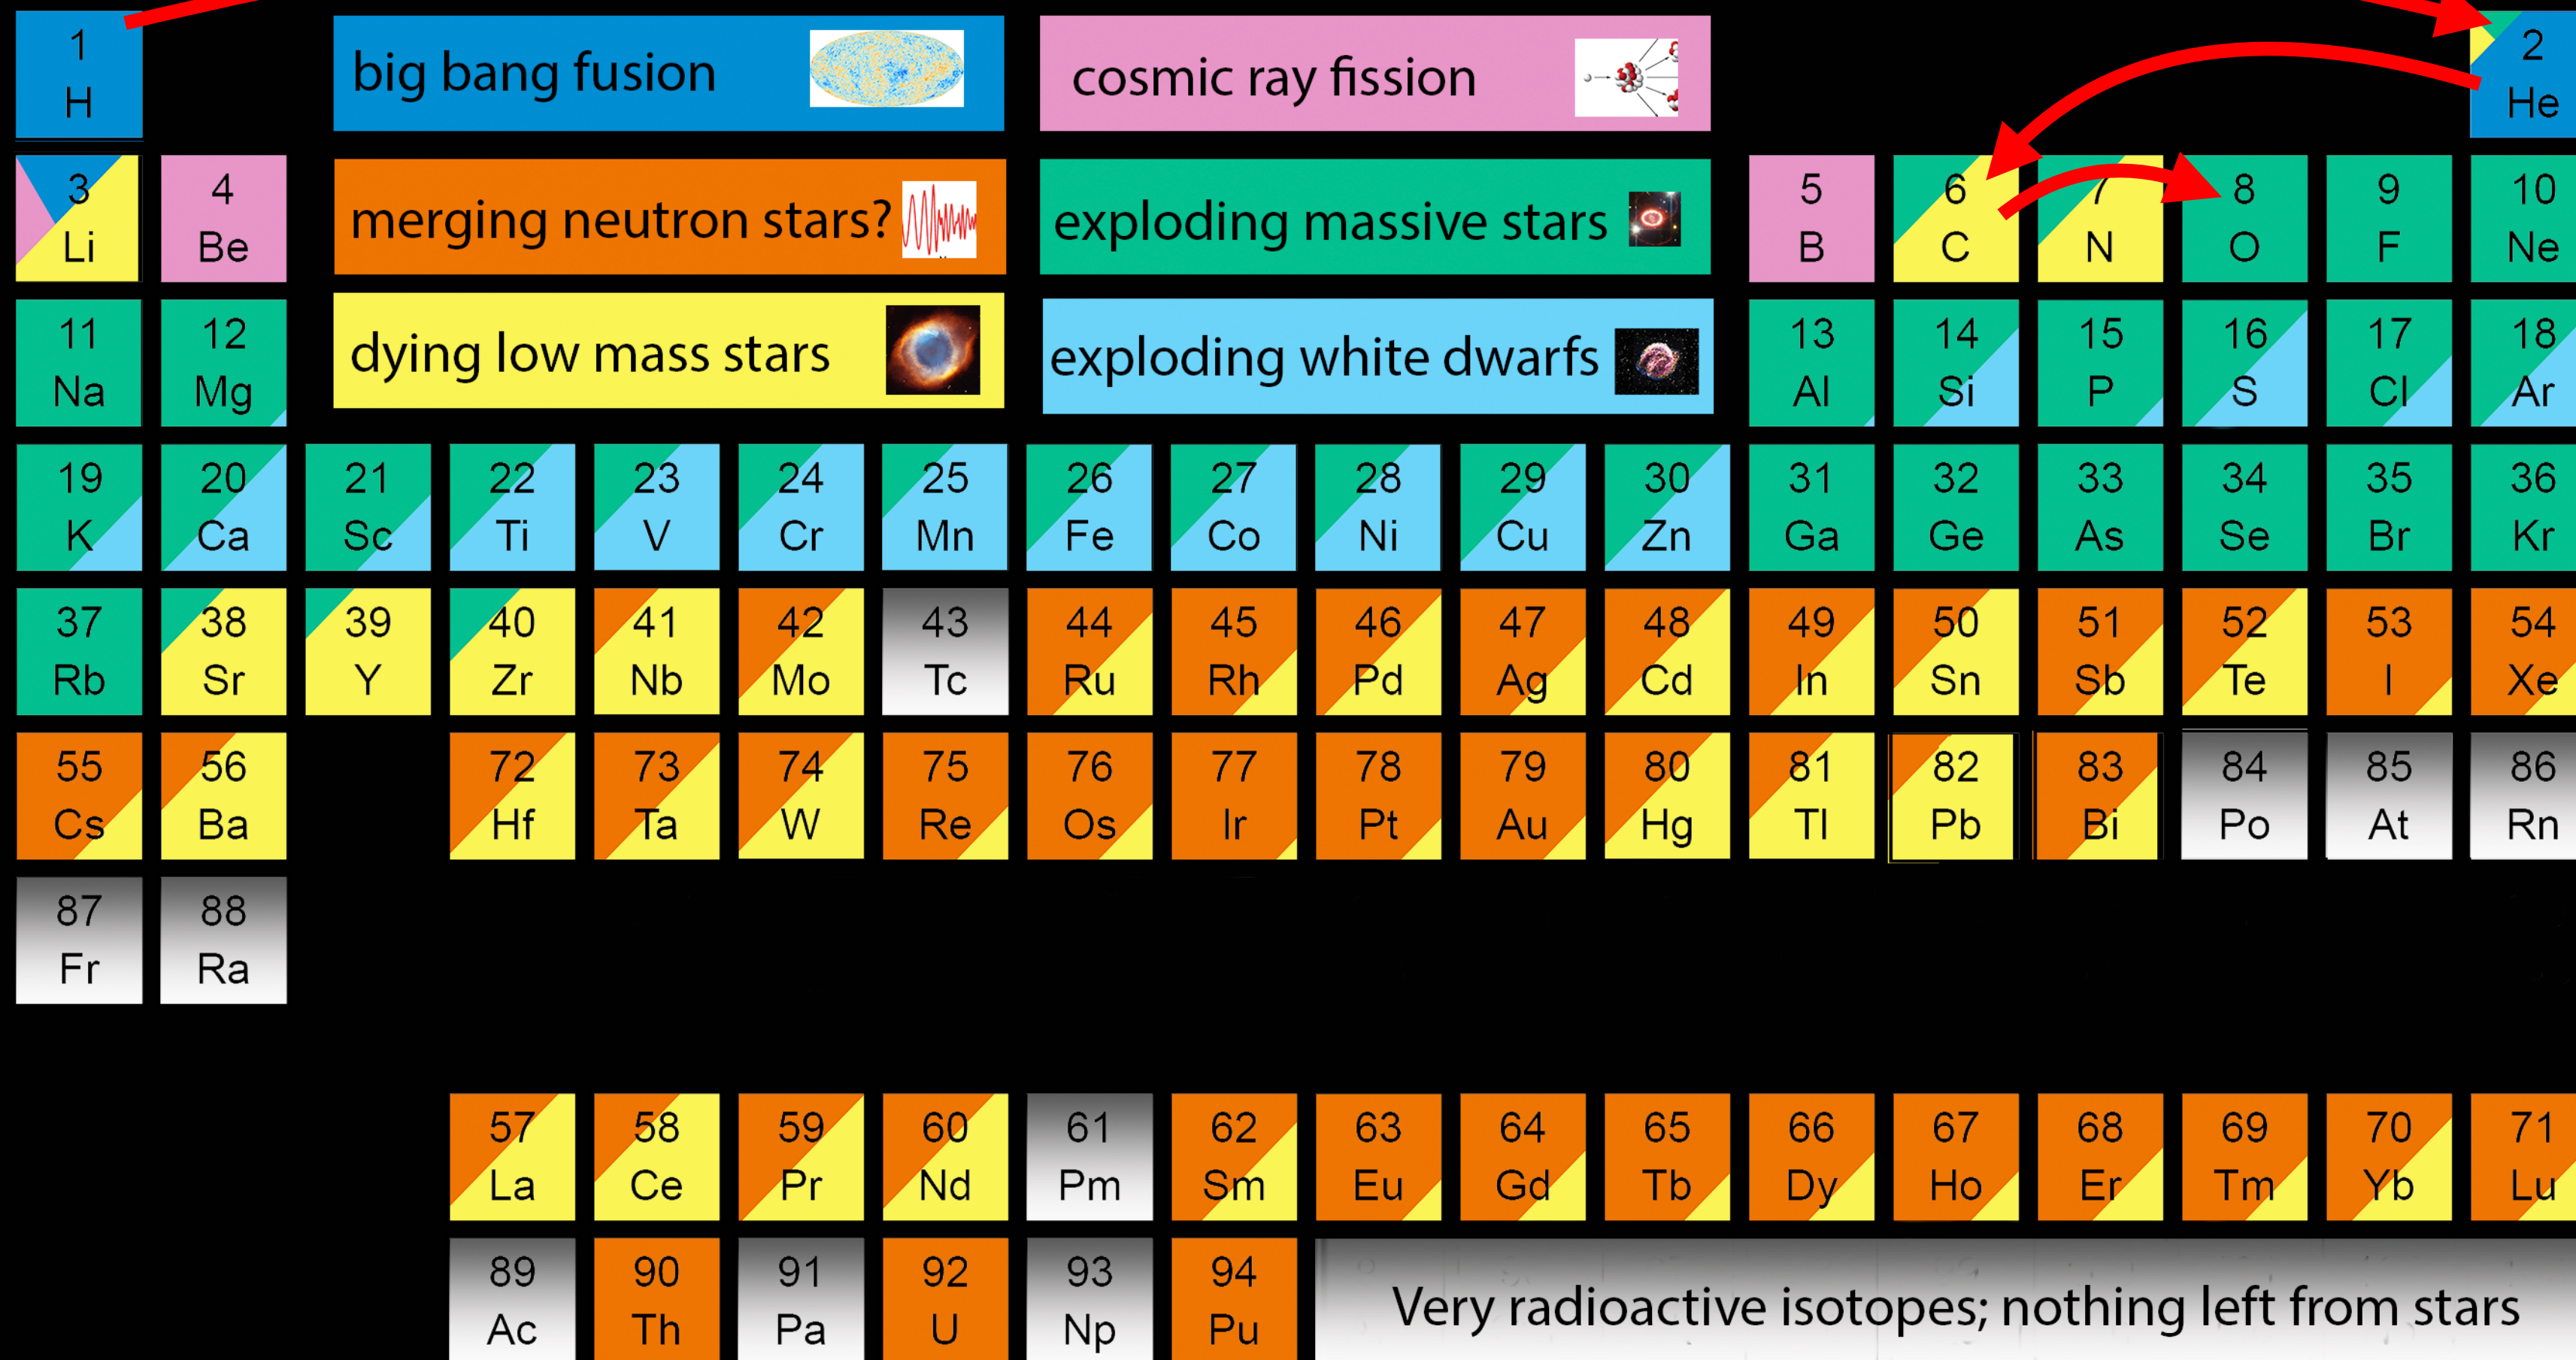 1 big bang fusion cosmic ray fission 2
H He
3 4 merging neutron stars? exploding massive stars 5 6 7 8 9 10
Li Be B C N O F Ne
11 12 dying low mass stars exploding white dwarfs 13 14 15 16 17 18
Na Mg Al Si P S Cl Ar
19 20 21 22 23 24 25 26 27 28 29 30 31 32 33 34 35 36
K Ca Sc Ti V Cr Mn Fe Co Ni Cu Zn Ga Ge As Se Br Kr
37 38 39 40 41 42 43 44 45 46 47 48 49 50 51 52 53 54
Rb Sr Y Zr Nb Mo Tc Ru Rh Pd Ag Cd In Sn Sb Te I Xe
55 56 72 73 74 75 76 77 78 79 80 81 82 83 84 85 86
Cs Ba Hf Ta W Re Os Ir Pt Au Hg Tl Pb Bi Po At Rn
87 88
Fr Ra
57 58 59 60 61 62 63 64 65 66 67 68 69 70 71
La Ce Pr Nd Pm Sm Eu Gd Tb Dy Ho Er Tm Yb Lu
89 90 91 92 93 94 Very radioactive isotopes; nothing left from stars
Ac Th Pa U Np Pu